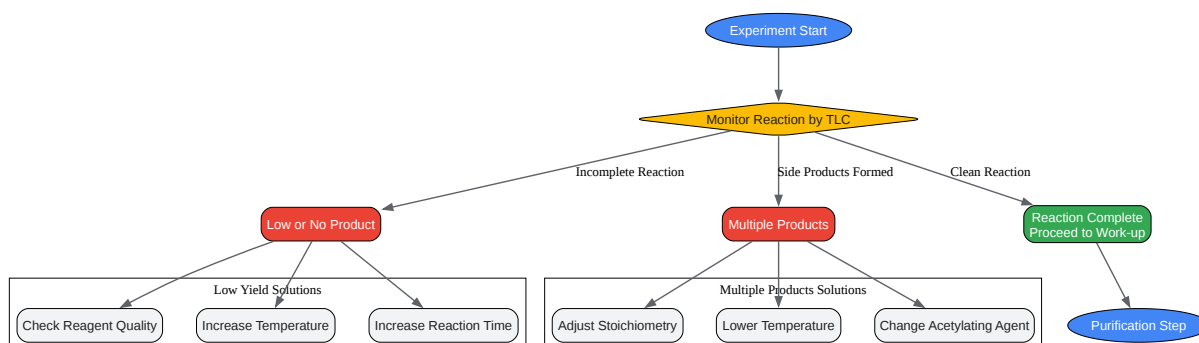 Experiment Start
Monitor Reaction by TLC
Incomplete Reaction
Side Products Formed
Clean Reaction
Low or No Product
Multiple Products
Reaction Complete
Proceed to Work-up
Low Yield Solutions
Multiple Products Solutions
Check Reagent Quality
Increase Temperature
Increase Reaction Time
Adjust Stoichiometry
Lower Temperature
Change Acetylating Agent
Purification Step